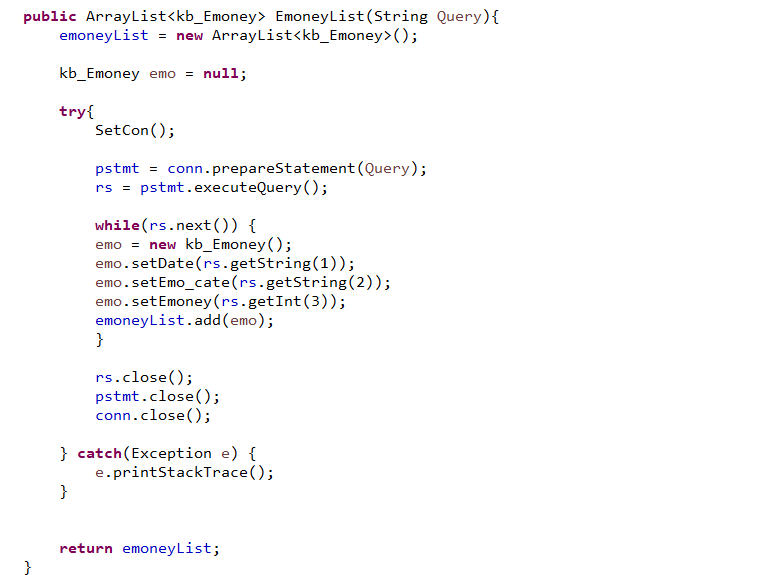 public ArrayList<kb_Emoney> EmoneyList(String Query){
    emoneyList = new ArrayList<kb_Emoney>();
    kb_Emoney emo = null;
    try{
        SetCon();
        pstmt = conn.prepareStatement(Query);
        rs = pstmt.executeQuery();
        while(rs.next()) {
        emo = new kb_Emoney();
        emo.setDate(rs.getString(1));
        emo.setEmo_cate(rs.getString(2));
        emo.setEmoney(rs.getInt(3));
        emoneyList.add(emo);
        }
        rs.close();
        pstmt.close();
        conn.close();
    } catch(Exception e) {
        e.printStackTrace();
    }
    return emoneyList;
}